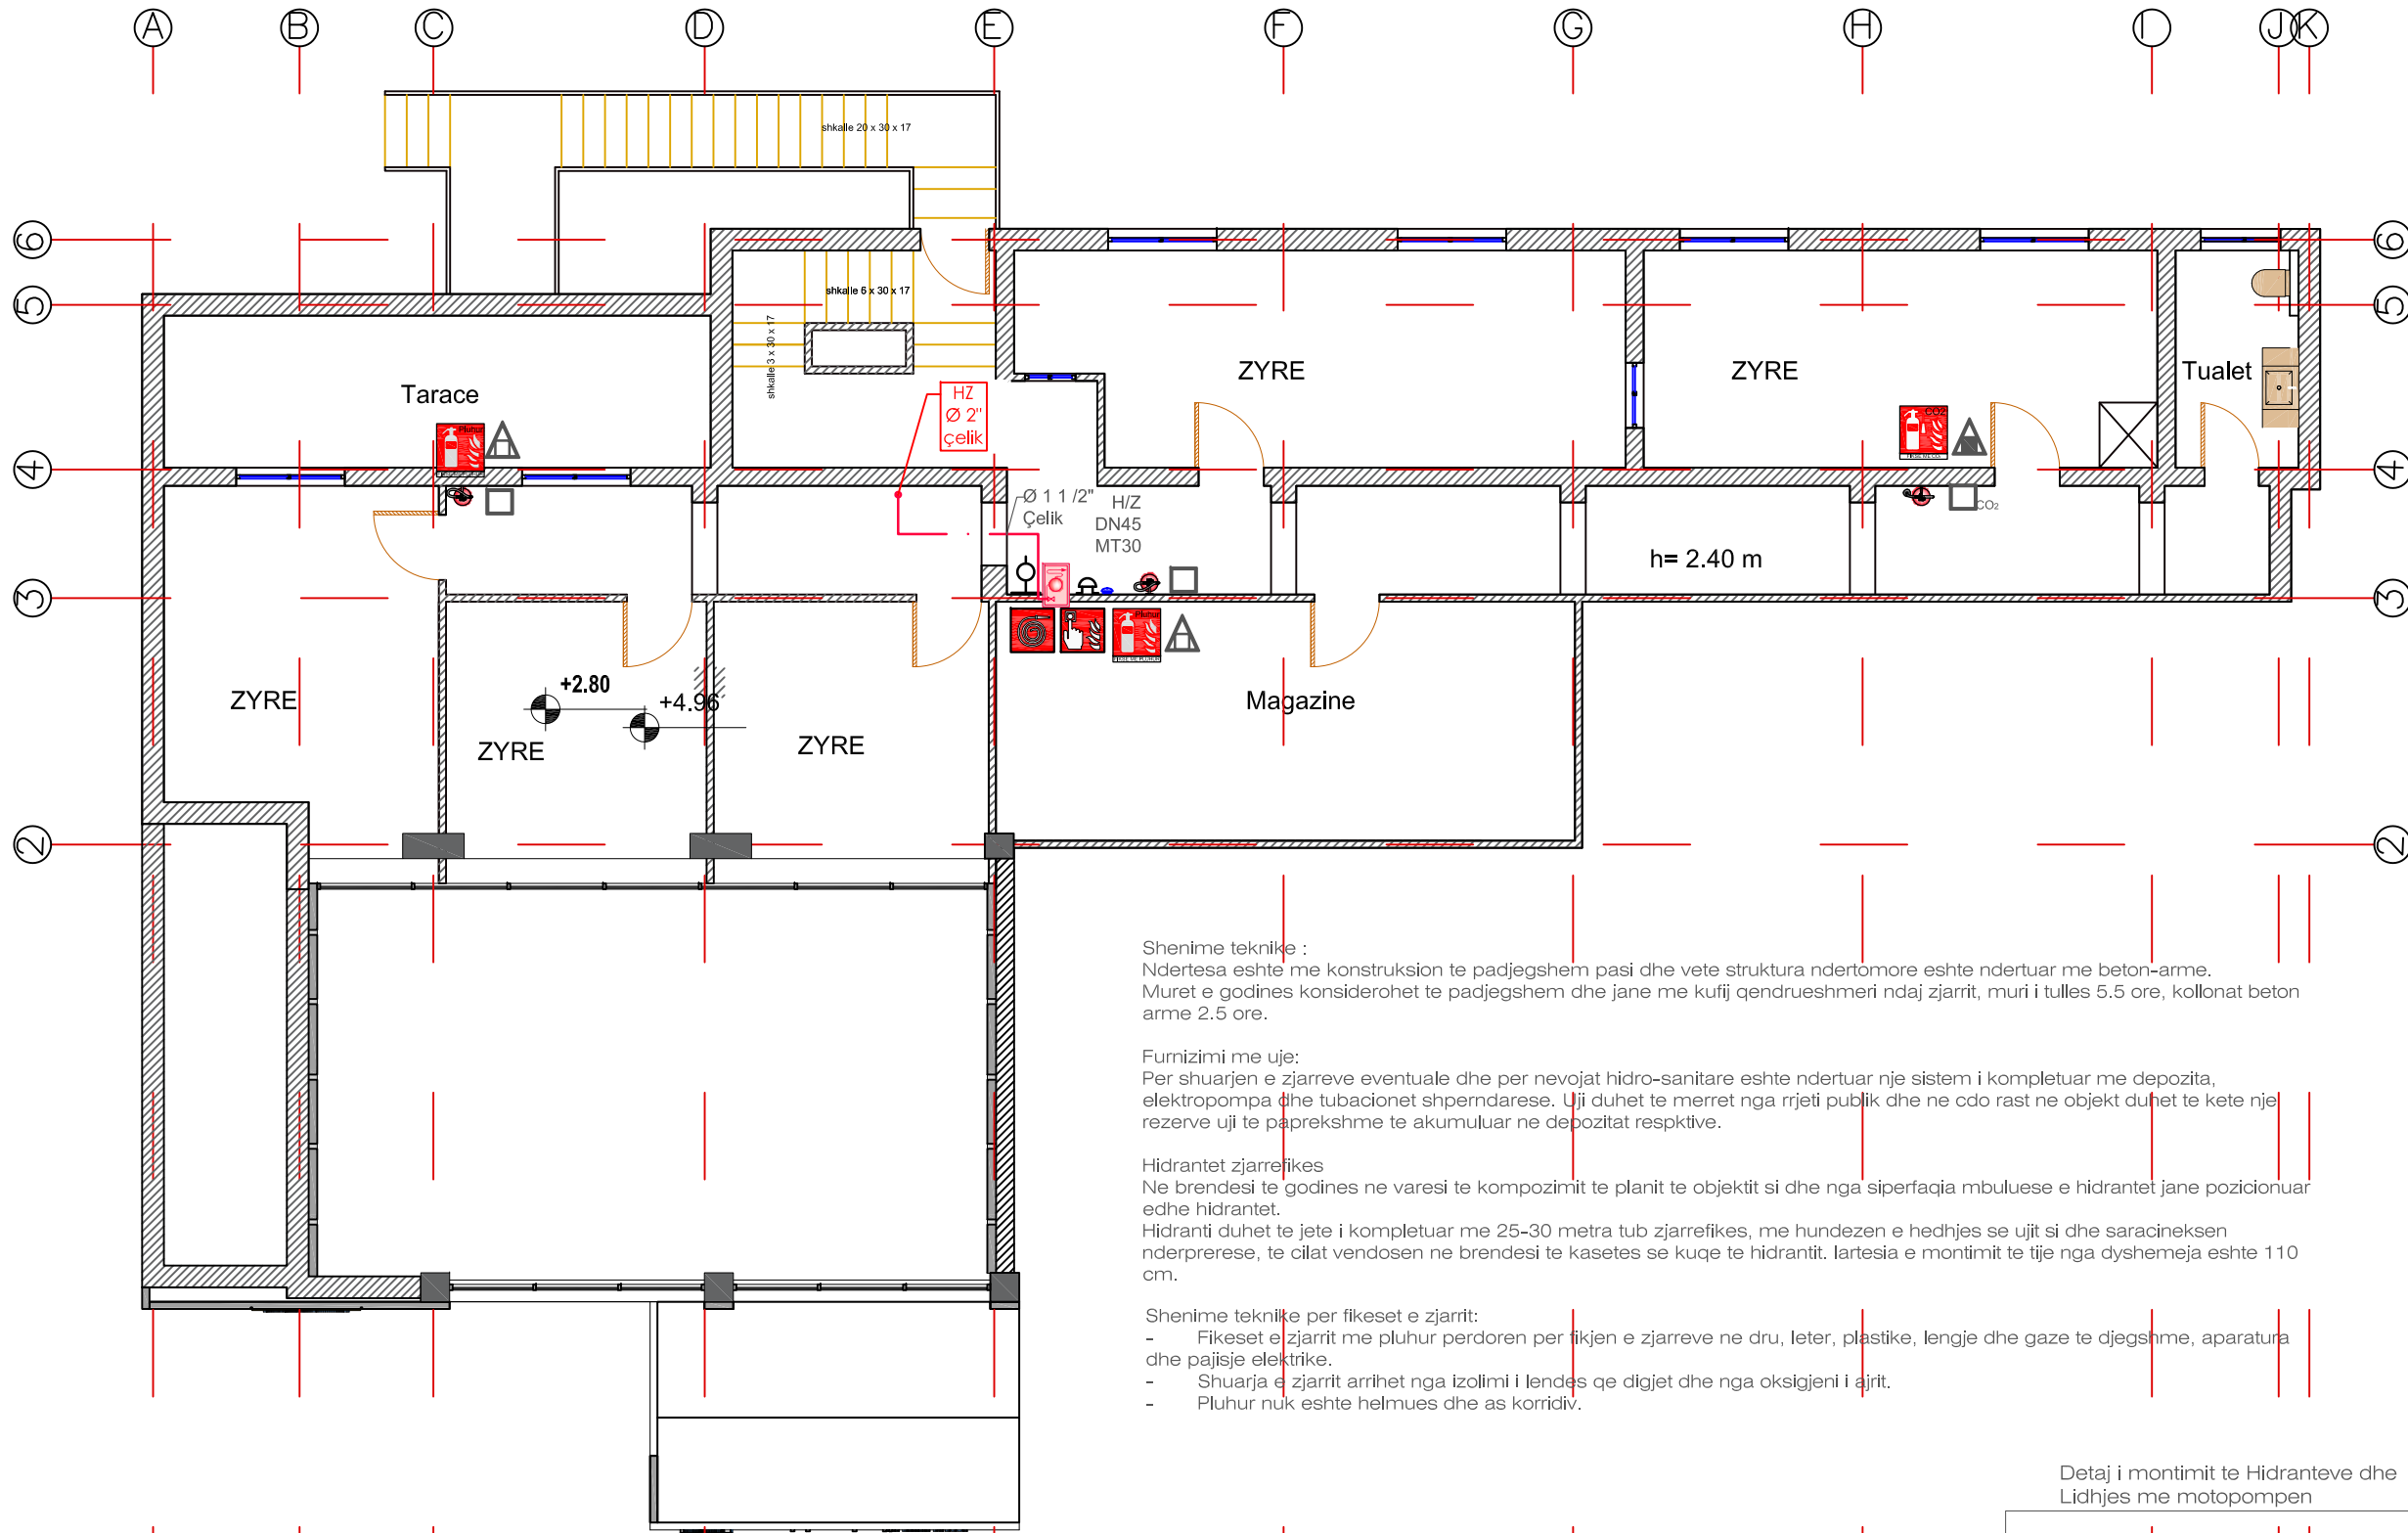 A B C D E F G H I J K
shkalle 20 x 30 x 17
6 6
shkalle 6 x 30 x 17
5 5
shkalle 3 x 30 x 17
ZYRE
ZYRE
Tualet
Tarace
HZ
Ø 2"
çelik
Pluhur
CO2
4 4
Ø 1 1 /2"
Çelik
H/Z
DN45
MT30
CO2
h= 2.40 m
3 3
Pluhur
+2.80
+4.96
ZYRE
ZYRE
ZYRE
Magazine
2 2
Shenime teknike :
Ndertesa eshte me konstruksion te padjegshem pasi dhe vete struktura ndertomore eshte ndertuar me beton-arme.
Muret e godines konsiderohet te padjegshem dhe jane me kufij qendrueshmeri ndaj zjarrit, muri i tulles 5.5 ore, kollonat beton
arme 2.5 ore.
Furnizimi me uje:
Per shuarjen e zjarreve eventuale dhe per nevojat hidro-sanitare eshte ndertuar nje sistem i kompletuar me depozita,
elektropompa dhe tubacionet shperndarese. Uji duhet te merret nga rrjeti publik dhe ne cdo rast ne objekt duhet te kete nje
rezerve uji te paprekshme te akumuluar ne depozitat respktive.
Hidrantet zjarrefikes
Ne brendesi te godines ne varesi te kompozimit te planit te objektit si dhe nga siperfaqia mbuluese e hidrantet jane pozicionuar
edhe hidrantet.
Hidranti duhet te jete i kompletuar me 25-30 metra tub zjarrefikes, me hundezen e hedhjes se ujit si dhe saracineksen
nderprerese, te cilat vendosen ne brendesi te kasetes se kuqe te hidrantit. lartesia e montimit te tije nga dyshemeja eshte 110
cm.
Shenime teknike per fikeset e zjarrit:
- Fikeset e zjarrit me pluhur perdoren per fikjen e zjarreve ne dru, leter, plastike, lengje dhe gaze te djegshme, aparatura
dhe pajisje elektrike.
- Shuarja e zjarrit arrihet nga izolimi i lendes qe digjet dhe nga oksigjeni i ajrit.
- Pluhur nuk eshte helmues dhe as korridiv.
Detaj i montimit te Hidranteve dhe
Lidhjes me motopompen